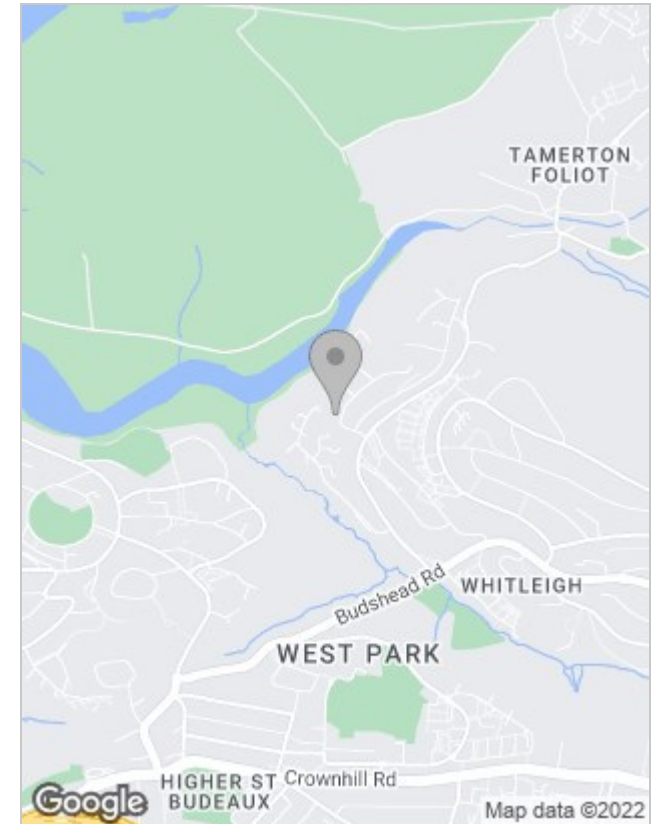 TAMERTON
FOLIOT
Budshead Rd
WHITLEIGH
WEST PARK
HIGHER ST
BUDEAUX
Crownhill Rd
Google
Map data ©2022